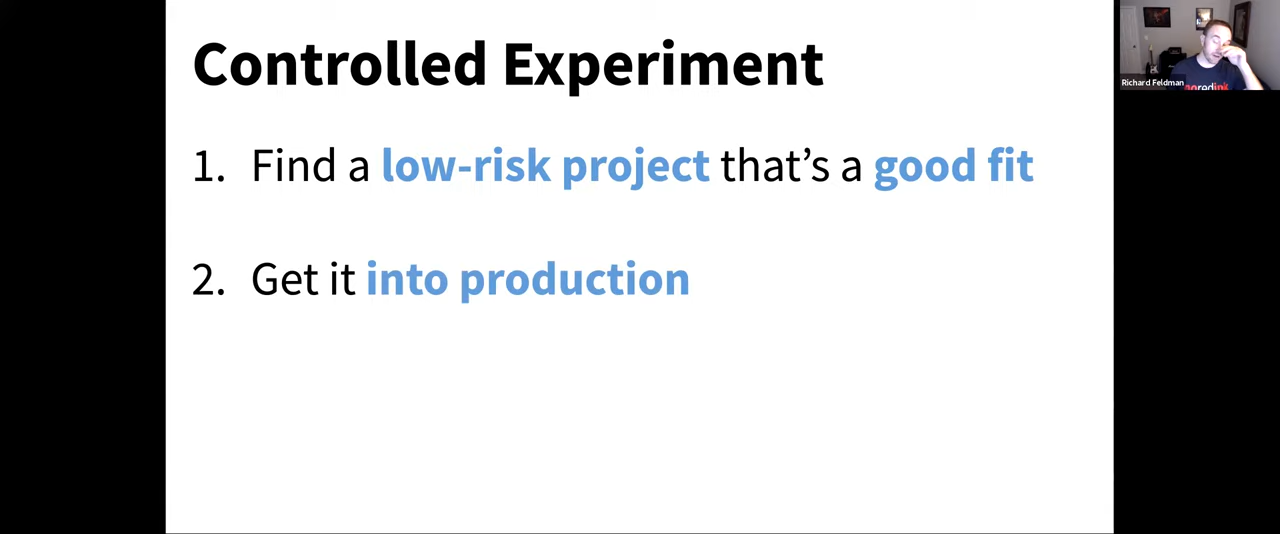 Controlled Experiment
1. Find a low-risk project that’s a good fit
2. Get it into production
Richard Feldman